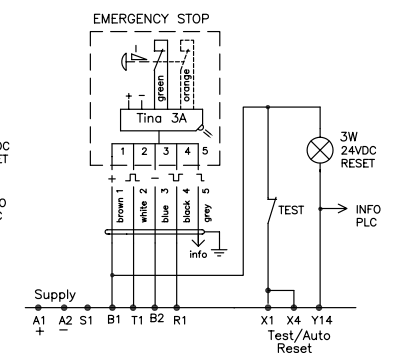 EMERGENCY STOP
green
orange
+ −
Tina 3A
1 2 3 4 5
+ −
brown 1
white 2
blue 3
black 4
grey 5
info
3W
24VDC
RESET
TEST
INFO
PLC
DC
ET
O
C
Supply
A1 A2 S1 B1 T1 B2 R1 X1 X4 Y14
+ −
Test/Auto
Reset